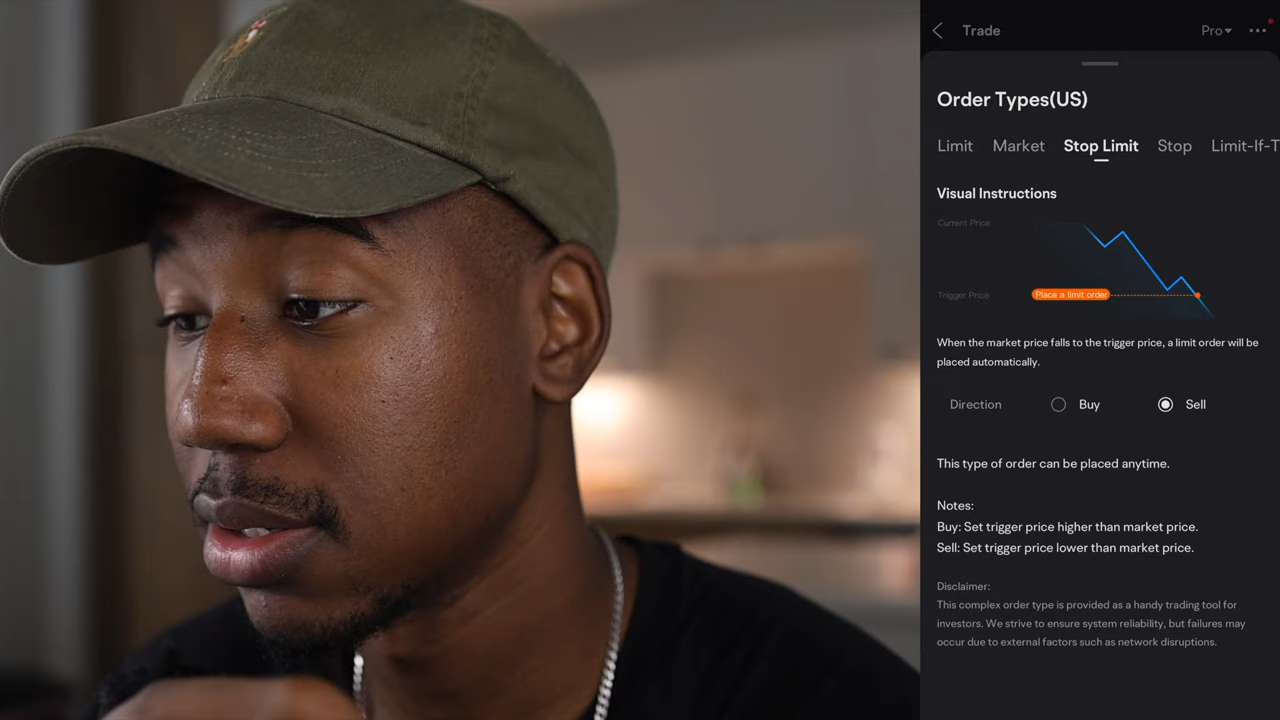 Trade
Pro
Order Types(US)
Limit Market Stop Limit Stop Limit-If-T
Visual Instructions
Current Price
Trigger Price
Place a limit order
When the market price falls to the trigger price, a limit order will be
placed automatically.
Direction Buy Sell
This type of order can be placed anytime.
Notes:
Buy: Set trigger price higher than market price.
Sell: Set trigger price lower than market price.
Disclaimer:
This complex order type is provided as a handy trading tool for
investors. We strive to ensure system reliability, but failures may
occur due to external factors such as network disruptions.